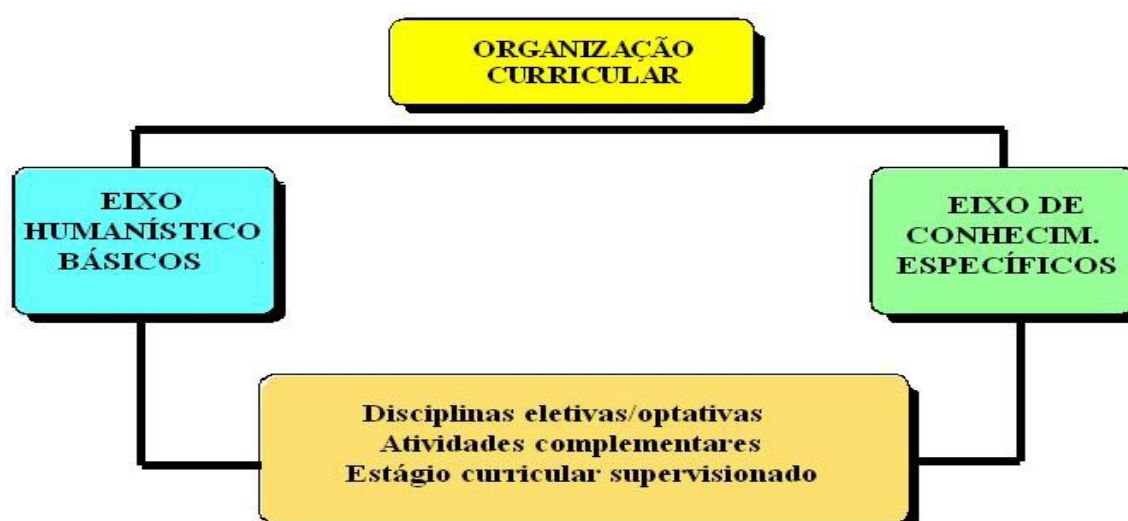 ORGANIZAÇÃO
CURRICULAR
EIXO
HUMANÍSTICO
BÁSICOS
EIXO DE
CONHECIM.
ESPECÍFICOS
Disciplinas eletivas/optativas
Atividades complementares
Estágio curricular supervisionado